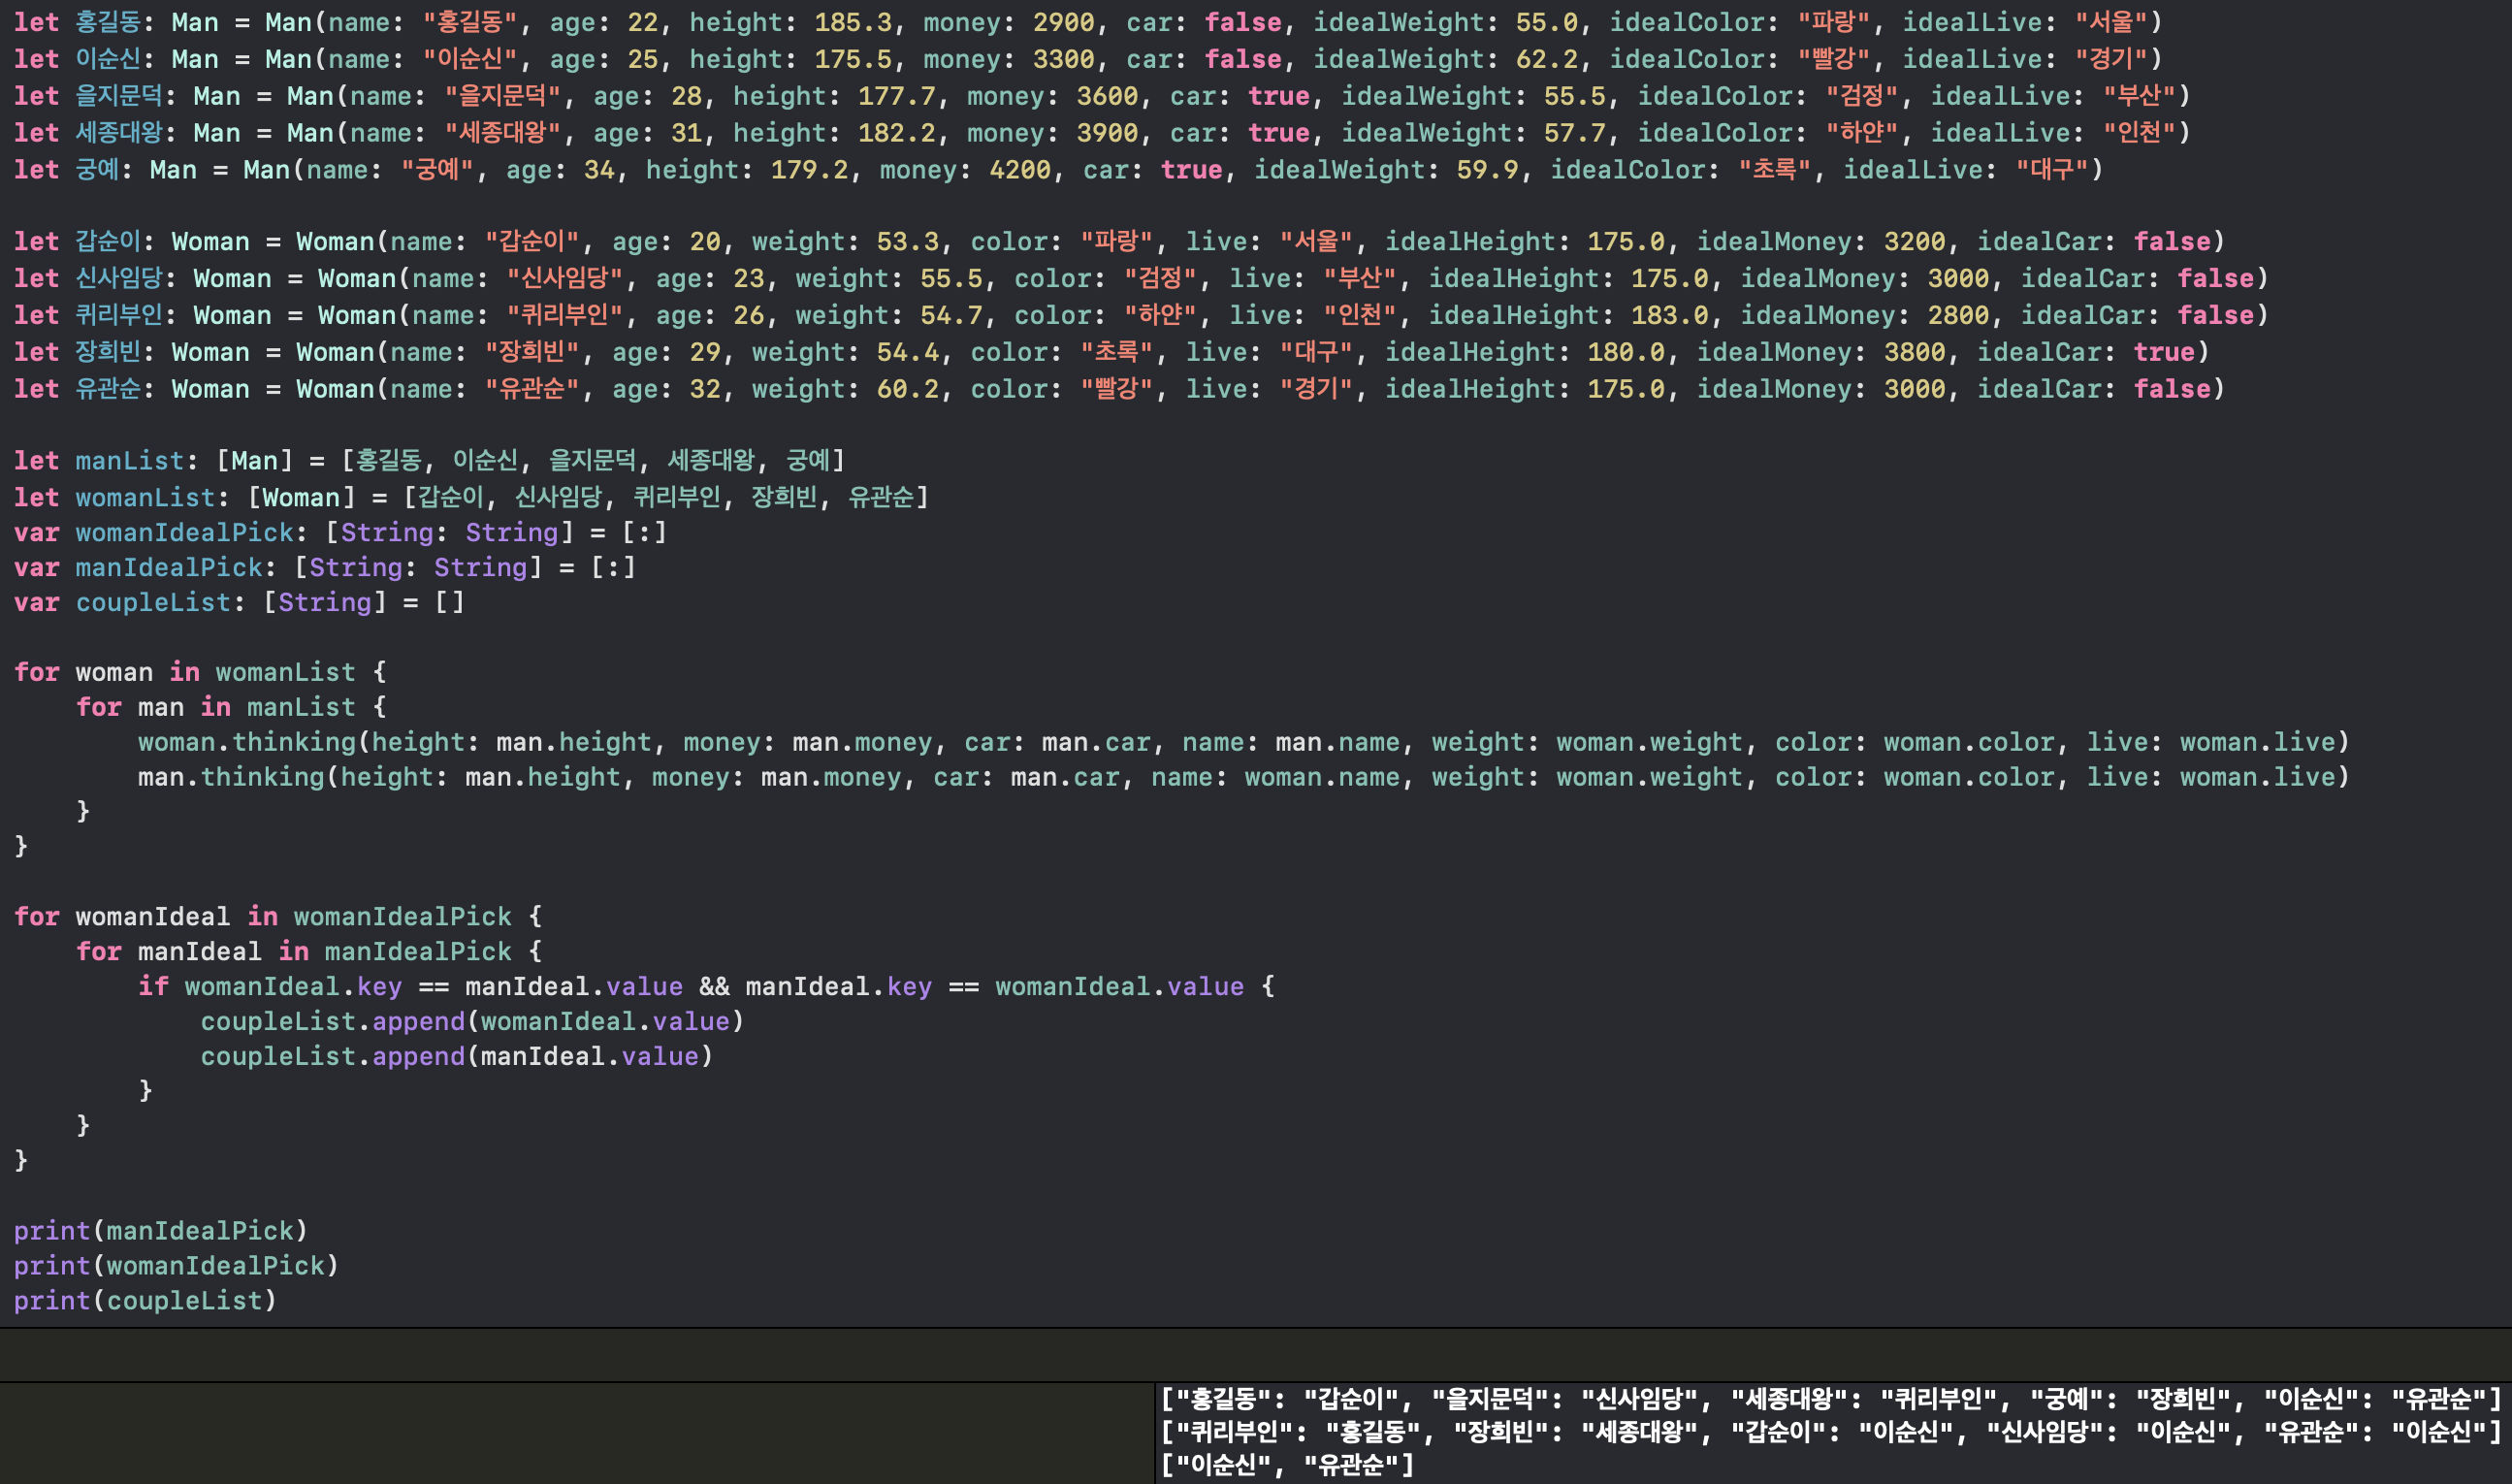 let 홍길동: Man = Man(name: "홍길동", age: 22, height: 185.3, money: 2900, car: false, idealWeight: 55.0, idealColor: "파랑", idealLive: "서울")
let 이순신: Man = Man(name: "이순신", age: 25, height: 175.5, money: 3300, car: false, idealWeight: 62.2, idealColor: "빨강", idealLive: "경기")
let 을지문덕: Man = Man(name: "을지문덕", age: 28, height: 177.7, money: 3600, car: true, idealWeight: 55.5, idealColor: "검정", idealLive: "부산")
let 세종대왕: Man = Man(name: "세종대왕", age: 31, height: 182.2, money: 3900, car: true, idealWeight: 57.7, idealColor: "하얀", idealLive: "인천")
let 궁예: Man = Man(name: "궁예", age: 34, height: 179.2, money: 4200, car: true, idealWeight: 59.9, idealColor: "초록", idealLive: "대구")

let 갑순이: Woman = Woman(name: "갑순이", age: 20, weight: 53.3, color: "파랑", live: "서울", idealHeight: 175.0, idealMoney: 3200, idealCar: false)
let 신사임당: Woman = Woman(name: "신사임당", age: 23, weight: 55.5, color: "검정", live: "부산", idealHeight: 175.0, idealMoney: 3000, idealCar: false)
let 퀴리부인: Woman = Woman(name: "퀴리부인", age: 26, weight: 54.7, color: "하얀", live: "인천", idealHeight: 183.0, idealMoney: 2800, idealCar: false)
let 장희빈: Woman = Woman(name: "장희빈", age: 29, weight: 54.4, color: "초록", live: "대구", idealHeight: 180.0, idealMoney: 3800, idealCar: true)
let 유관순: Woman = Woman(name: "유관순", age: 32, weight: 60.2, color: "빨강", live: "경기", idealHeight: 175.0, idealMoney: 3000, idealCar: false)

let manList: [Man] = [홍길동, 이순신, 을지문덕, 세종대왕, 궁예]
let womanList: [Woman] = [갑순이, 신사임당, 퀴리부인, 장희빈, 유관순]
var womanIdealPick: [String: String] = [:]
var manIdealPick: [String: String] = [:]
var coupleList: [String] = []

for woman in womanList {
    for man in manList {
        woman.thinking(height: man.height, money: man.money, car: man.car, name: man.name, weight: woman.weight, color: woman.color, live: woman.live)
        man.thinking(height: man.height, money: man.money, car: man.car, name: woman.name, weight: woman.weight, color: woman.color, live: woman.live)
    }
}

for womanIdeal in womanIdealPick {
    for manIdeal in manIdealPick {
        if womanIdeal.key == manIdeal.value && manIdeal.key == womanIdeal.value {
            coupleList.append(womanIdeal.value)
            coupleList.append(manIdeal.value)
        }
    }
}

print(manIdealPick)
print(womanIdealPick)
print(coupleList)
["홍길동": "갑순이", "을지문덕": "신사임당", "세종대왕": "퀴리부인", "궁예": "장희빈", "이순신": "유관순"]
["퀴리부인": "홍길동", "장희빈": "세종대왕", "갑순이": "이순신", "신사임당": "이순신", "유관순": "이순신"]
["이순신", "유관순"]